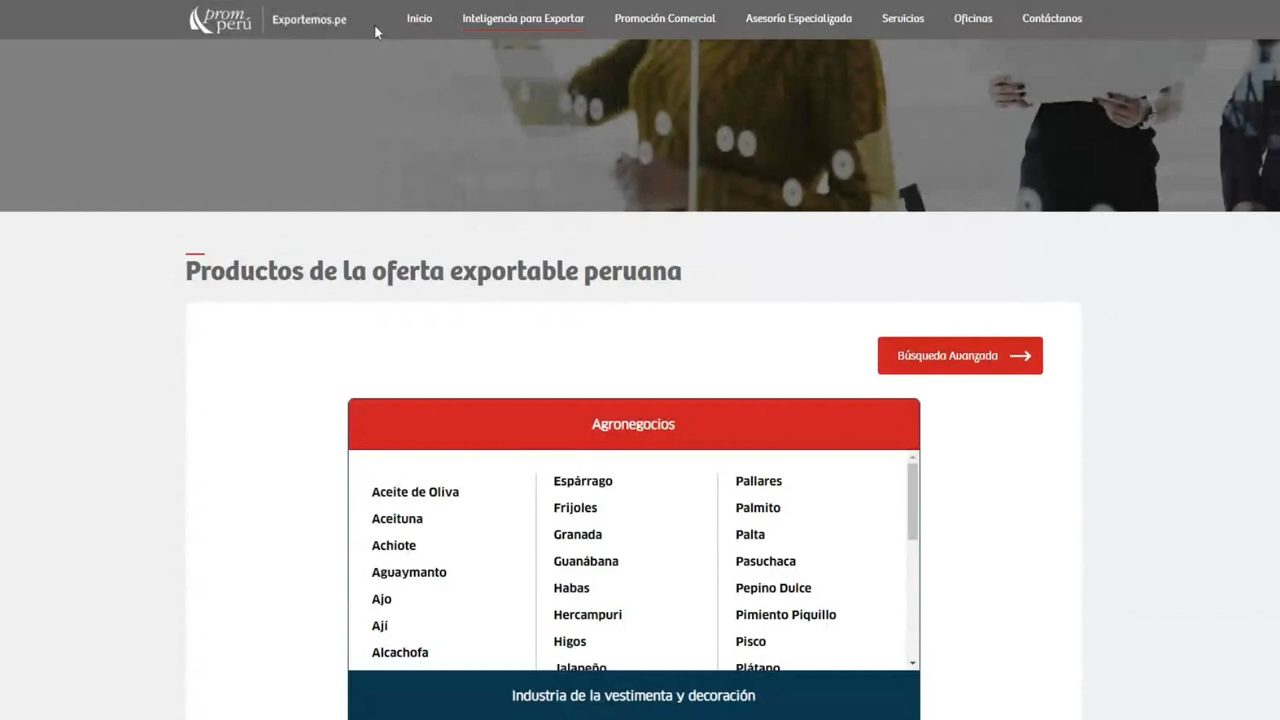 prom perú
Exportemos.pe
Inicio
Inteligencia para Exportar
Promoción Comercial
Asesoría Especializada
Servicios
Oficinas
Contáctanos
Productos de la oferta exportable peruana
Búsqueda Avanzada
Agronegocios
Aceite de Oliva
Aceituna
Achiote
Aguaymanto
Ajo
Ají
Alcachofa
Espárrago
Frijoles
Granada
Guanábana
Habas
Hercampuri
Higos
Jalapeño
Pallares
Palmito
Palta
Pasuchaca
Pepino Dulce
Pimiento Piquillo
Pisco
Plátano
Industria de la vestimenta y decoración